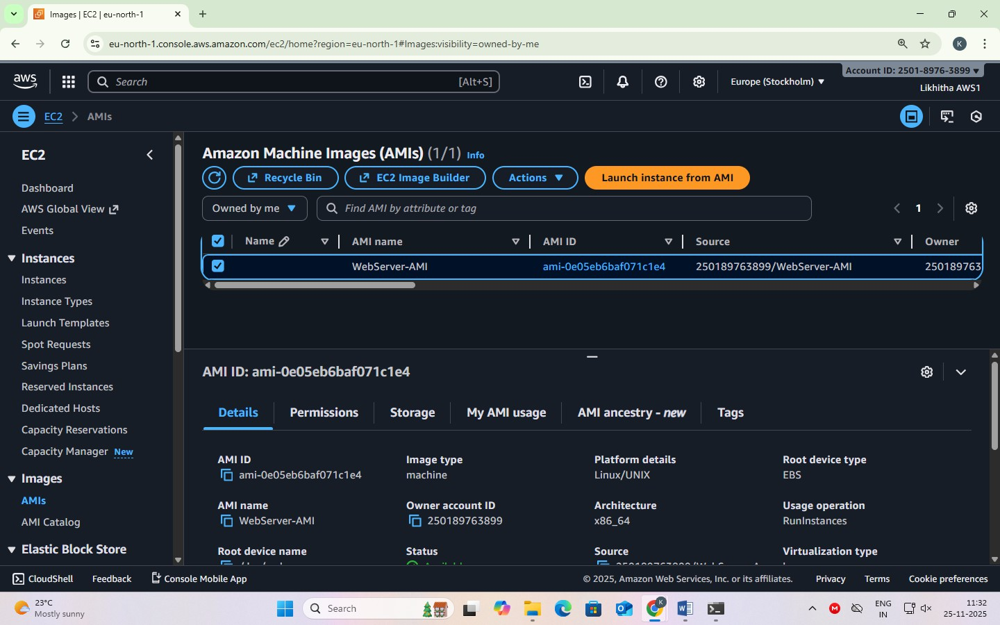 Images | EC2 | eu-north-1
eu-north-1.console.aws.amazon.com/ec2/home?region=eu-north-1#Images:visibility=owned-by-me
K
aws
Search
[Alt+S]
Europe (Stockholm)
Account ID: 2501-8976-3899
Likhitha AWS1
EC2
AMIs
EC2
Dashboard
AWS Global View
Events
Instances
Instances
Instance Types
Launch Templates
Spot Requests
Savings Plans
Reserved Instances
Dedicated Hosts
Capacity Reservations
Capacity Manager New
Images
AMIs
AMI Catalog
Elastic Block Store
Amazon Machine Images (AMIs) (1/1) Info
Recycle Bin
EC2 Image Builder
Actions
Launch instance from AMI
Owned by me
Find AMI by attribute or tag
1
Name
AMI name
AMI ID
Source
Owner
WebServer-AMI
ami-0e05eb6baf071c1e4
250189763899/WebServer-AMI
250189763
AMI ID: ami-0e05eb6baf071c1e4
Details
Permissions
Storage
My AMI usage
AMI ancestry - new
Tags
AMI ID
ami-0e05eb6baf071c1e4
Image type
machine
Platform details
Linux/UNIX
Root device type
EBS
AMI name
WebServer-AMI
Owner account ID
250189763899
Architecture
x86_64
Usage operation
RunInstances
Root device name
Status
Source
Virtualization type
CloudShell
Feedback
Console Mobile App
© 2025, Amazon Web Services, Inc. or its affiliates.
Privacy
Terms
Cookie preferences
23°C
Mostly sunny
Search
K
ENG
IN
11:32
25-11-2025